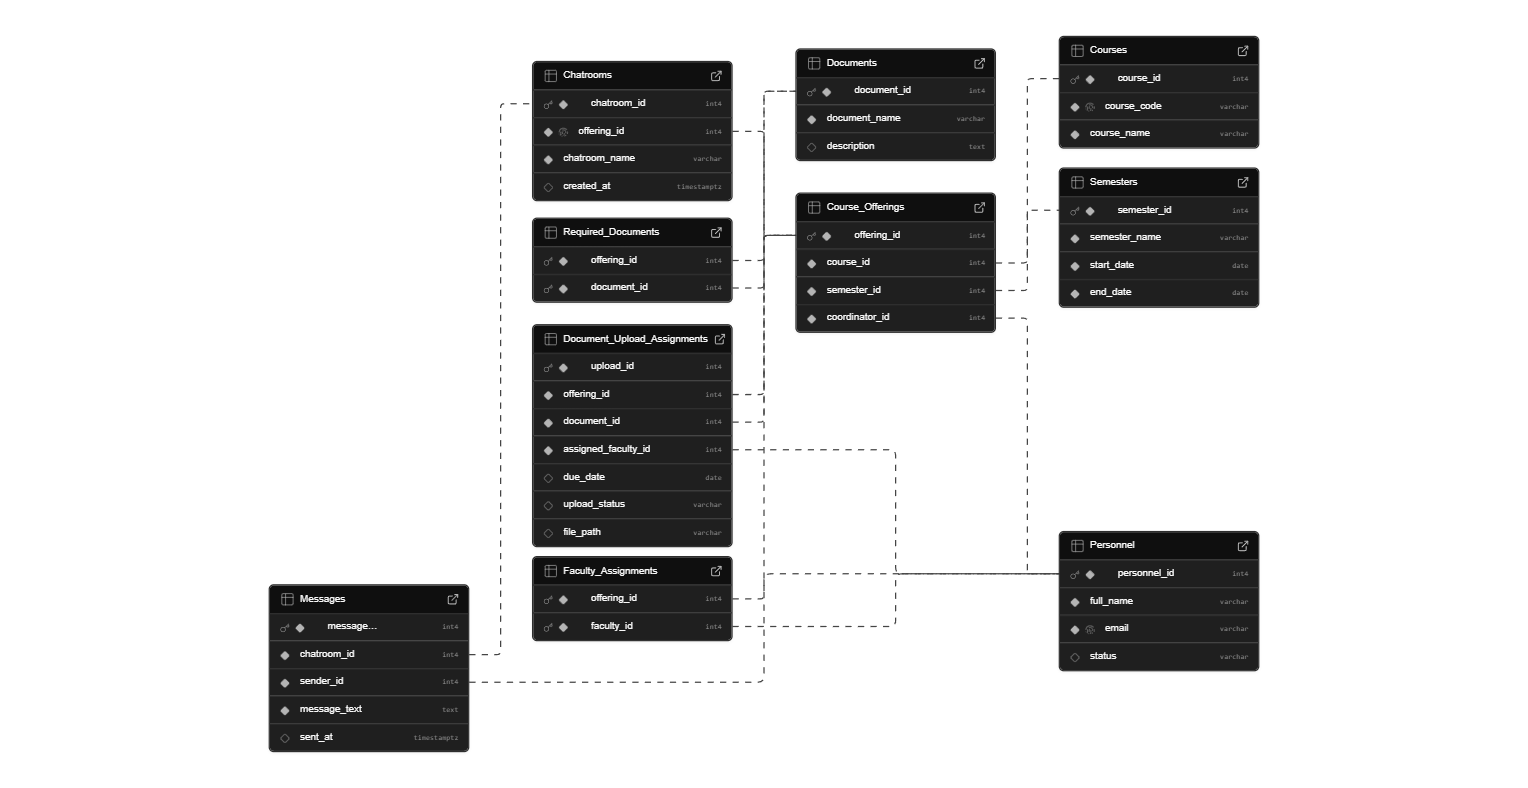 Chatrooms
chatroom_id int4
offering_id int4
chatroom_name varchar
created_at timestamptz
Required_Documents
offering_id int4
document_id int4
Document_Upload_Assignments
upload_id int4
offering_id int4
document_id int4
assigned_faculty_id int4
due_date date
upload_status varchar
file_path varchar
Faculty_Assignments
offering_id int4
faculty_id int4
Messages
message... int4
chatroom_id int4
sender_id int4
message_text text
sent_at timestamptz
Documents
document_id int4
document_name varchar
description text
Course_Offerings
offering_id int4
course_id int4
semester_id int4
coordinator_id int4
Courses
course_id int4
course_code varchar
course_name varchar
Semesters
semester_id int4
semester_name varchar
start_date date
end_date date
Personnel
personnel_id int4
full_name varchar
email varchar
status varchar